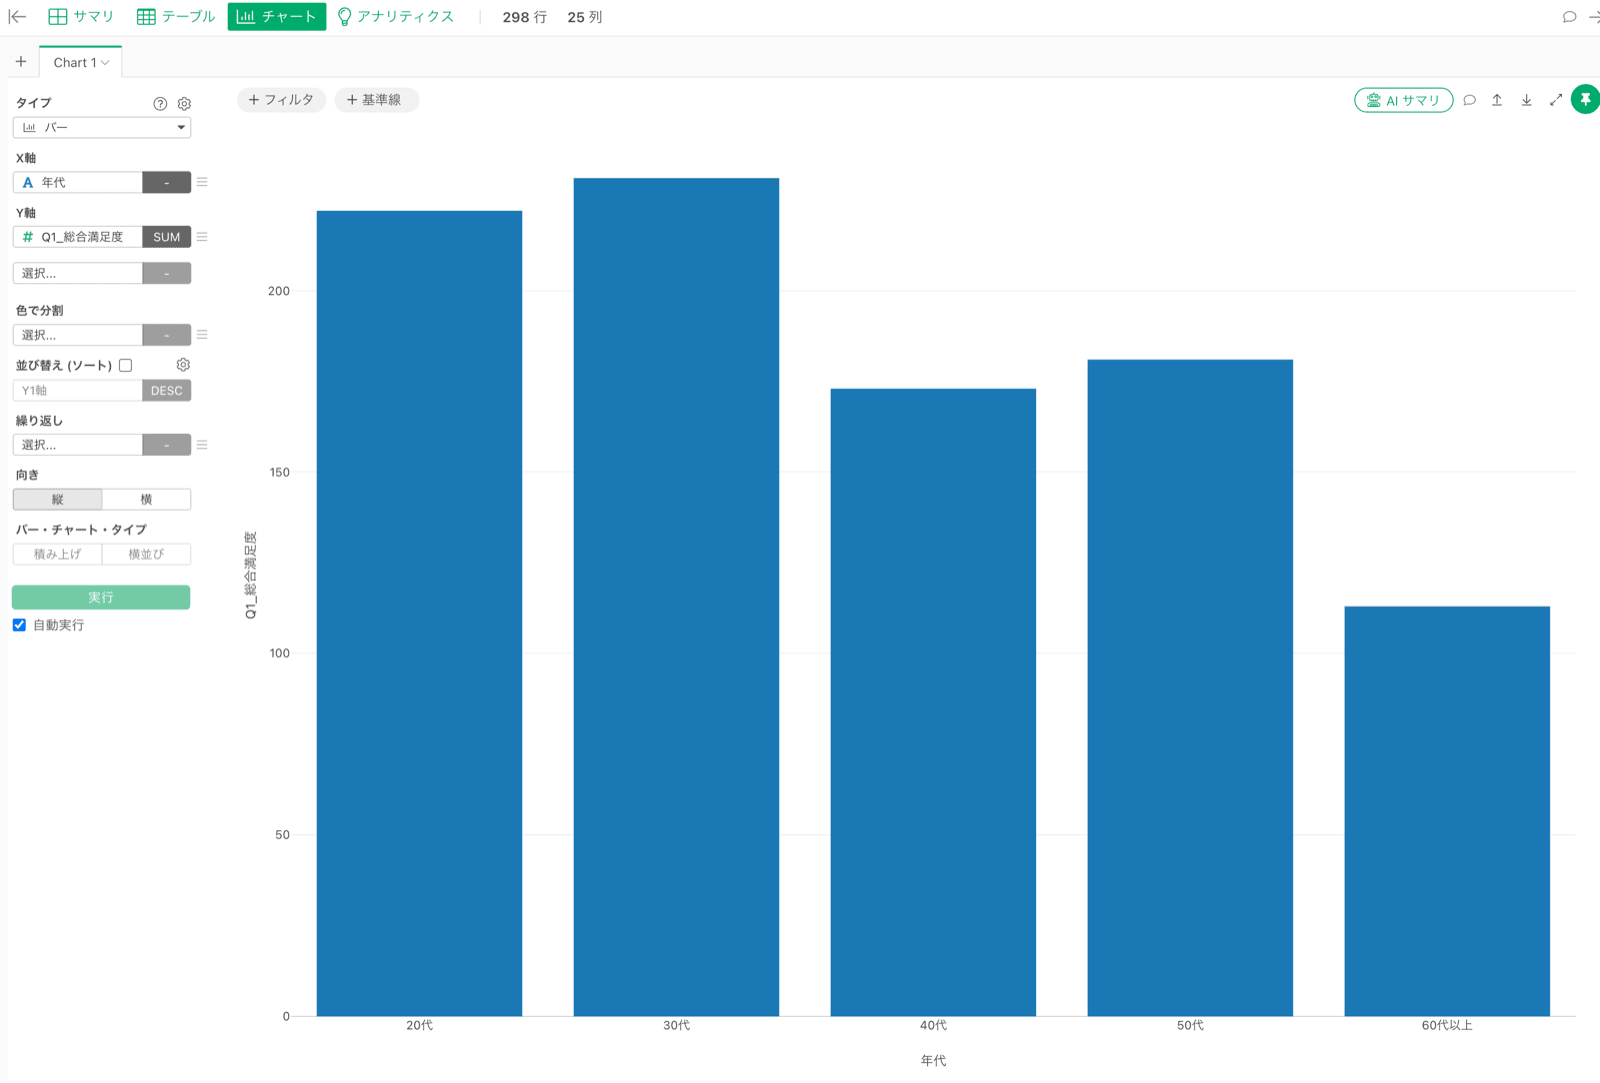 サマリ テーブル チャート アナリティクス 298 行 25 列
+ Chart 1
タイプ ?
バー
X軸
A 年代 -
Y軸
# Q1_総合満足度 SUM
選択... -
色で分割
選択... -
並び替え (ソート)
Y1軸 DESC
繰り返し
選択... -
向き
縦 横
バー・チャート・タイプ
積み上げ 横並び
実行
自動実行
+ フィルタ + 基準線 AI サマリ
Q1_総合満足度
200
150
100
50
0
20代 30代 40代 50代 60代以上
年代